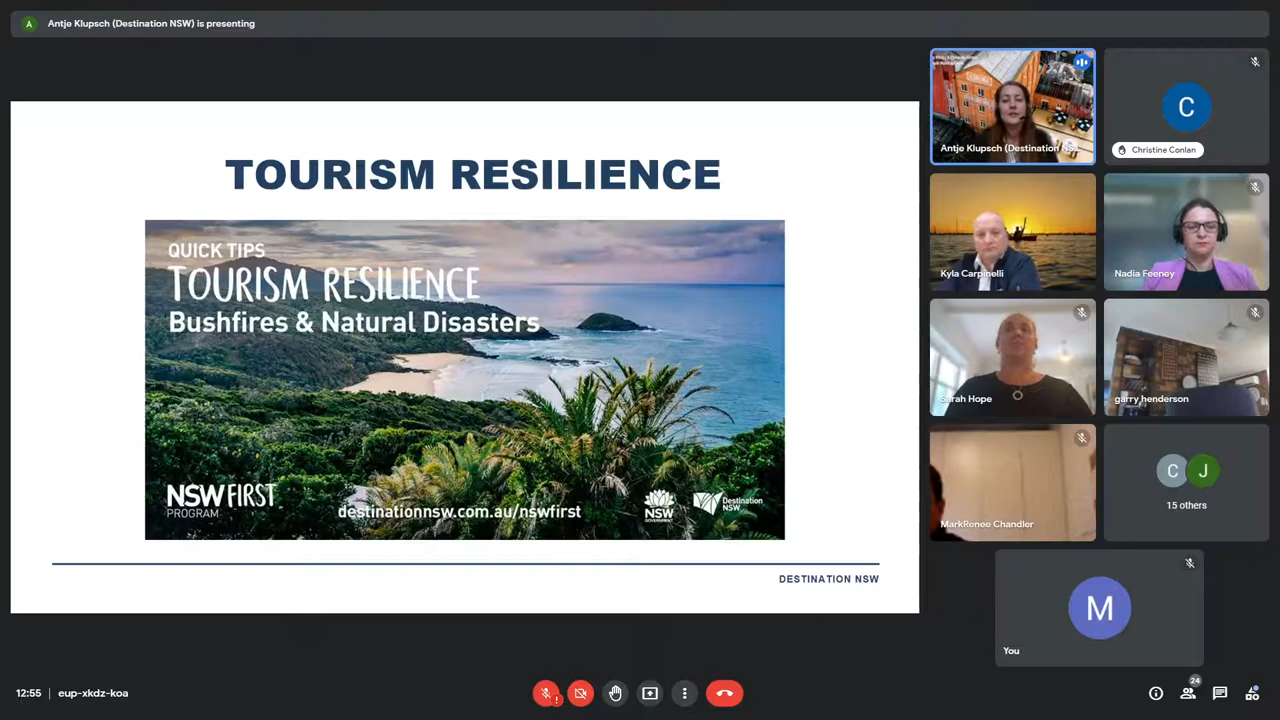 A
Antje Klupsch (Destination NSW) is presenting
TOURISM RESILIENCE
QUICK TIPS
TOURISM RESILIENCE
Bushfires & Natural Disasters
NSW FIRST
PROGRAM
destinationnsw.com.au/nswfirst
NSW
GOVERNMENT
Destination
NSW
DESTINATION NSW
Antje Klupsch (Destination
C
Christine Conlan
Kyla Carpinelli
Nadia Feeney
Sarah Hope
garry henderson
MarkRenee Chandler
C
J
15 others
M
You
12:55
eup-xkdz-koa
!
24